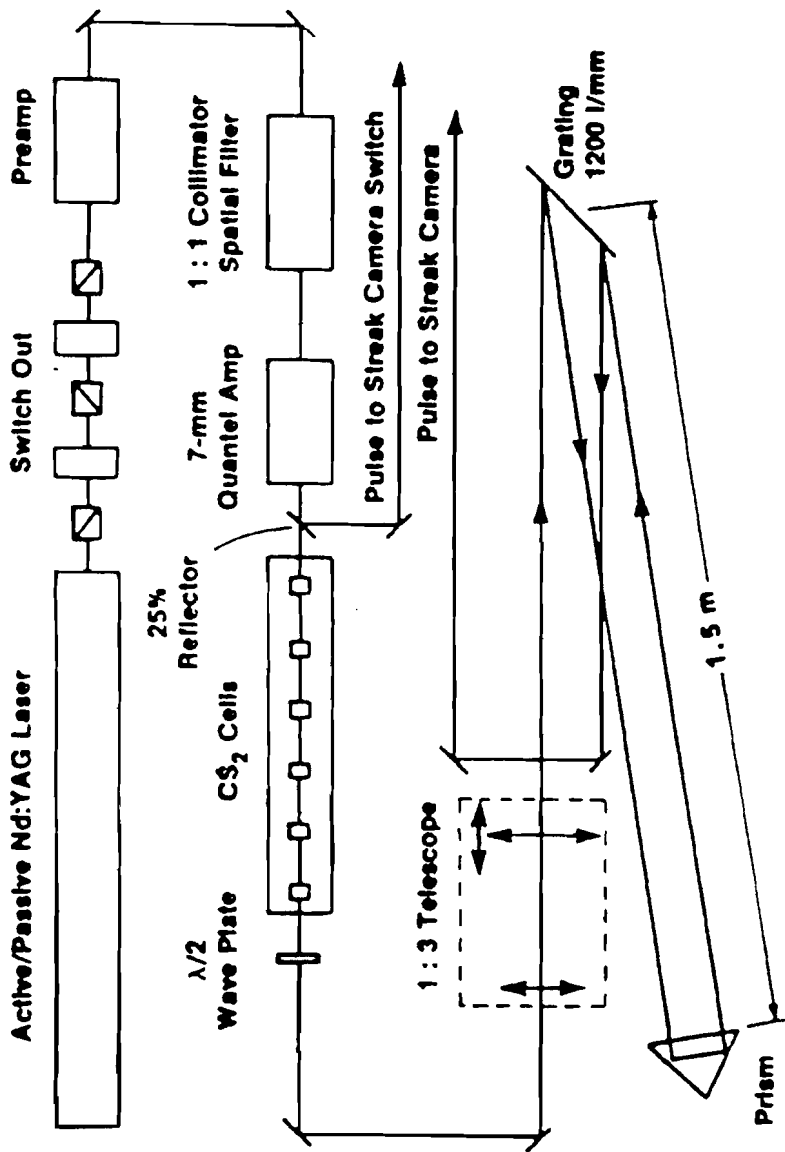 Active/Passive Nd:YAG Laser
Switch Out
Preamp
λ/2
Wave Plate
CS2 Cells
25%
Reflector
7-mm
Quantel Amp
1 : 1 Collimator
Spatial Filter
Pulse to Streak Camera Switch
Pulse to Streak Camera
1 : 3 Telescope
Grating
1200 l/mm
1.5 m
Prism